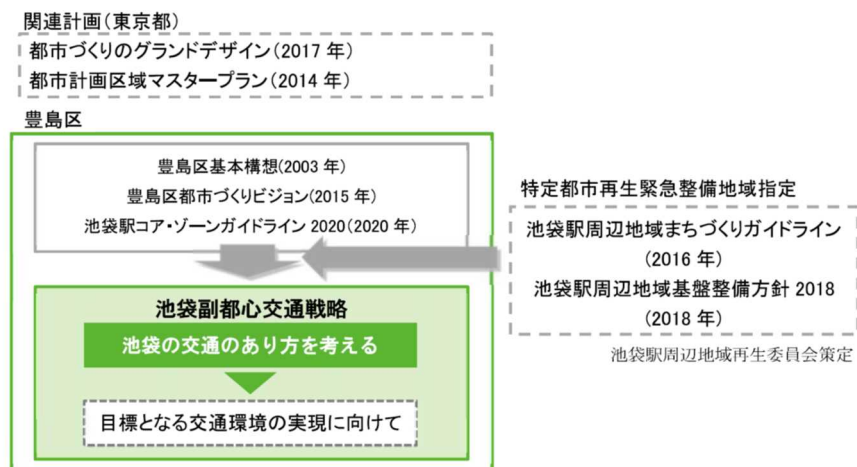 関連計画(東京都)
都市づくりのグランドデザイン(2017 年)
都市計画区域マスタープラン(2014 年)
豊島区
豊島区基本構想(2003 年)
豊島区都市づくりビジョン(2015 年)
池袋駅コア・ゾーンガイドライン 2020(2020 年)
特定都市再生緊急整備地域指定
池袋駅周辺地域まちづくりガイドライン
(2016 年)
池袋駅周辺地域基盤整備方針 2018
(2018 年)
池袋駅周辺地域再生委員会策定
池袋副都心交通戦略
池袋の交通のあり方を考える
目標となる交通環境の実現に向けて